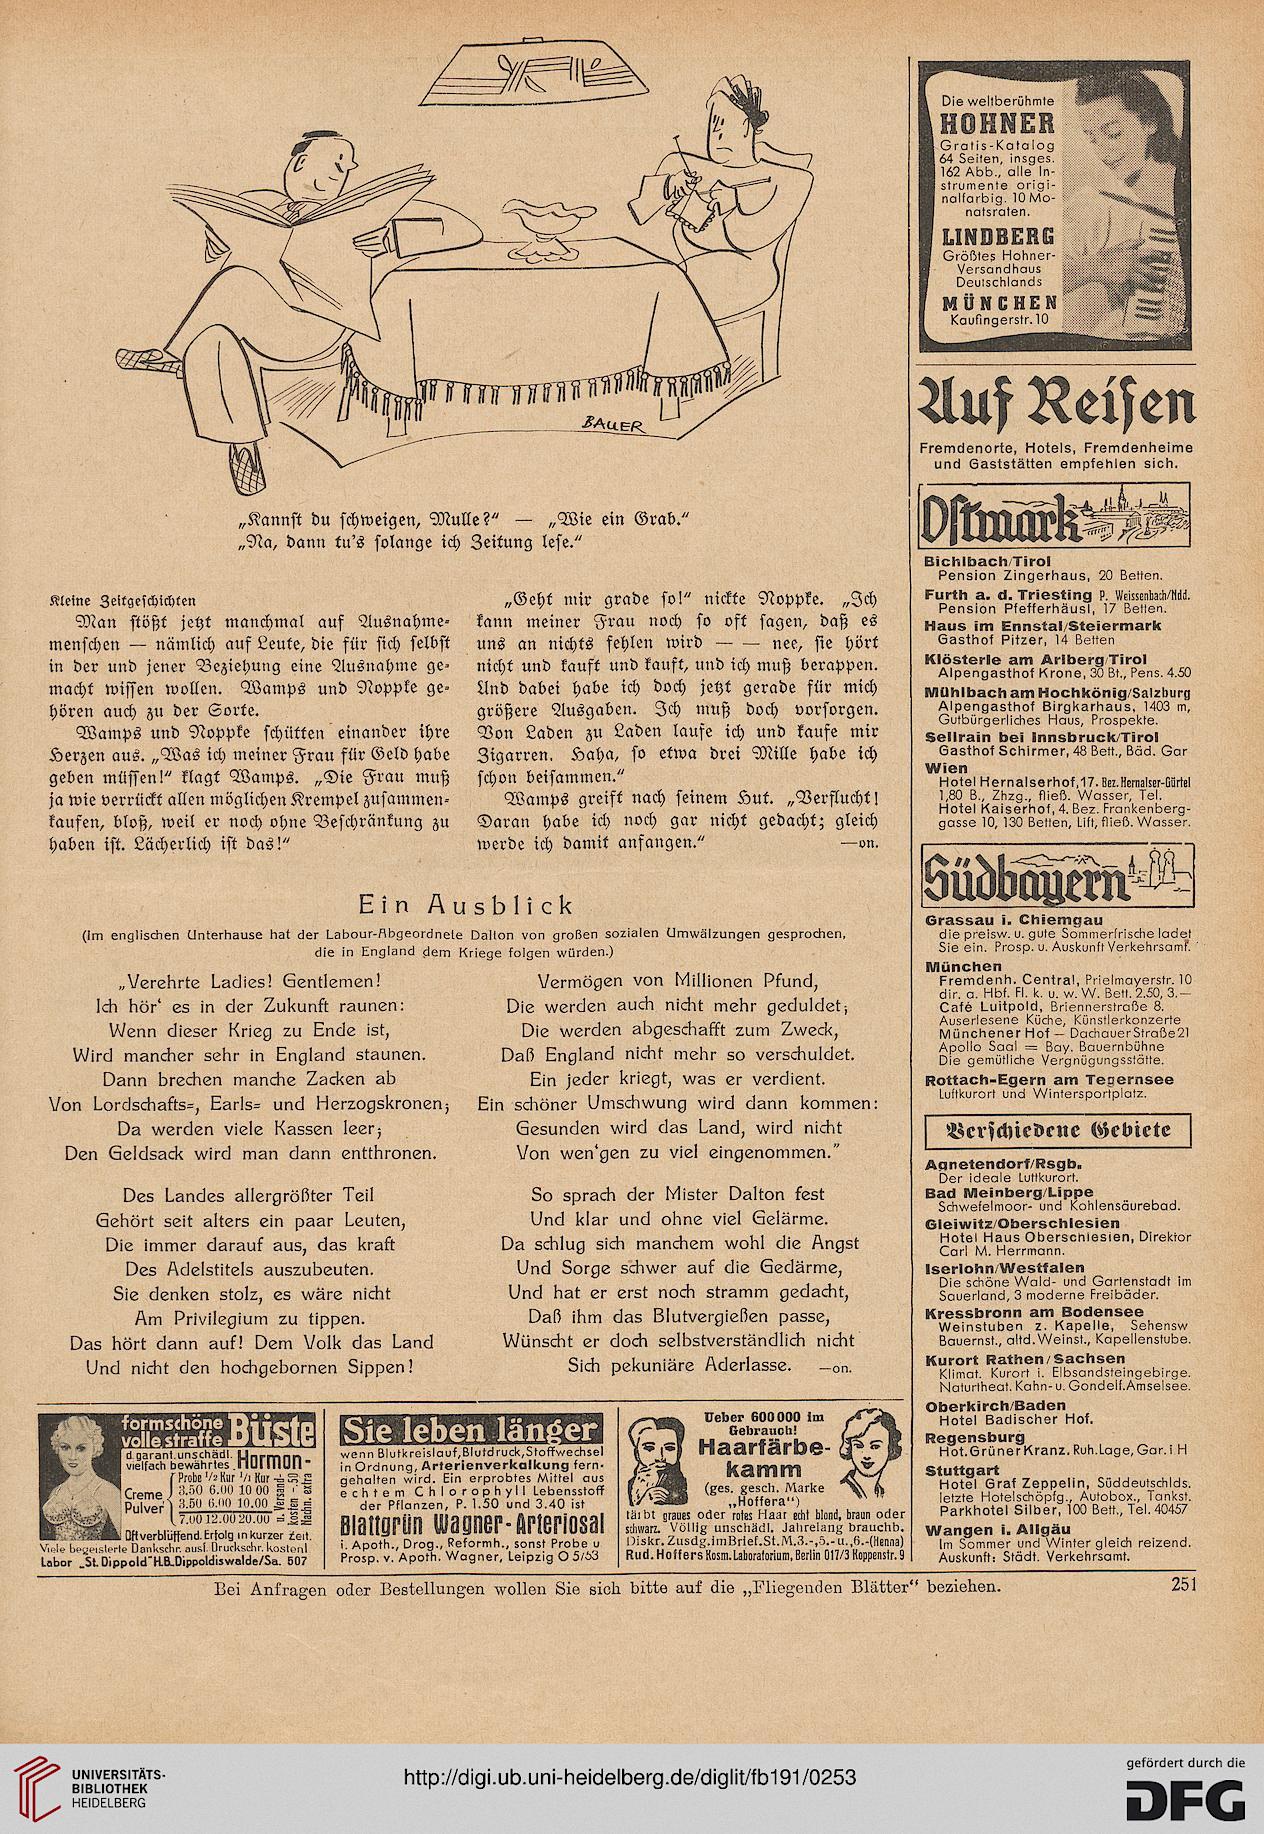 BAUER
„Kannst du schweigen, Mulle?" — „Wie ein Grab."
„Na, dann tu's solange ich Zeitung lese."
Kleine Zeitgeschichten
Man stößt jetzt manchmal auf Ausnahme-
menschen — nämlich auf Leute, die für sich selbst
in der und jener Beziehung eine Ausnahme ge-
macht wissen wollen. Wamps und Noppke ge-
hören auch zu der Sorte.
Wamps und Noppke schütten einander ihre
Herzen aus. „Was ich meiner Frau für Geld habe
geben müssen!" klagt Wamps. „Die Frau muß
ja wie verrückt allen möglichen Krempel zusammen-
kaufen, bloß, weil er noch ohne Beschränkung zu
haben ist. Lächerlich ist das!"
„Geht mir grade so!" nickte Noppke. „Ich
kann meiner Frau noch so oft sagen, daß es
uns an nichts fehlen wird — — nee, sie hört
nicht und kauft und kauft, und ich muß berappen.
Und dabei habe ich doch jetzt gerade für mich
größere Ausgaben. Ich muß doch vorsorgen.
Von Laden zu Laden laufe ich und kaufe mir
Zigarren. Haha, so etwa drei Mille habe ich
schon beisammen."
Wamps greift nach seinem Hut. „Verflucht!
Daran habe ich noch gar nicht gedacht; gleich
werde ich damit anfangen." —on.
Ein Ausblick
(Im englischen Unterhause hat der Labour-Abgeordnete Dalton von großen sozialen Umwälzungen gesprochen,
die in England dem Kriege folgen würden.)
„Verehrte Ladies! Gentlemen!
Ich hör' es in der Zukunft raunen:
Wenn dieser Krieg zu Ende ist,
Wird mancher sehr in England staunen.
Dann brechen manche Zacken ab
Von Lordschafts-, Earls- und Herzogskronen;
Da werden viele Kassen leer;
Den Geldsack wird man dann entthronen.
Des Landes allergrößter Teil
Gehört seit alters ein paar Leuten,
Die immer darauf aus, das kraft
Des Adelstitels auszubeuten.
Sie denken stolz, es wäre nicht
Am Privilegium zu tippen.
Das hört dann auf! Dem Volk das Land
Und nicht den hochgebornen Sippen!
Vermögen von Millionen Pfund,
Die werden auch nicht mehr geduldet;
Die werden abgeschafft zum Zweck,
Daß England nicht mehr so verschuldet.
Ein jeder kriegt, was er verdient.
Ein schöner Umschwung wird dann kommen:
Gesunden wird das Land, wird nicht
Von wen'gen zu viel eingenommen."
So sprach der Mister Dalton fest
Und klar und ohne viel Gelärme.
Da schlug sich manchem wohl die Angst
Und Sorge schwer auf die Gedärme,
Und hat er erst noch stramm gedacht,
Daß ihm das Blutvergießen passe,
Wünscht er doch selbstverständlich nicht
Sich pekuniäre Aderlasse. —on.
formschöne
volle straffe Büste
d. garant. unschädl.
vielfach bewährtes Hormon-
Probe 1/2 Kur 1/1 Kur
Creme 3.50 6.00 10 00
Pulver 3.50 6.00 10.00
7.00 12.00 20.00
u. Versand-
kosten -.50
Nachn. extra
Oft verblüffend. Erfolg in kurzer Zeit.
Viele begeisterte Dankschr. ausf. Druckschr. kostenl
Labor „St. Dippold" H.B. Dippoldiswalde/Sa. 507
Sie leben länger
wenn Blutkreislauf, Blutdruck, Stoffwechsel
in Ordnung, Arterienverkalkung fern-
gehalten wird. Ein erprobtes Mittel aus
echtem Chlorophyll Lebensstoff
der Pflanzen, P. 1.50 und 3.40 ist
Blattgrün Wagner-Arteriosal
i. Apoth., Drog., Reformh., sonst Probe u
Prosp. v. Apoth. Wagner, Leipzig O 5/53
Ueber 600000 im
Gebrauch!
Haarfärbe-
kamm
(ges. gesch. Marke
„Hoffera")
färbt graues oder rotes Haar echt blond, braun oder
schwarz. Völlig unschädl. Jahrelang brauchb.
Diskr. Zusdg. im Brief. St. M. 3.-, 5.- u., 6.-(Henna)
Rud. Hoffers Kosm. Laboratorium, Berlin O17/3 Koppenstr. 9
Die weltberühmte
HOHNER
Gratis-Katalog
64 Seiten, insges.
162 Abb., alle In-
strumente origi-
nalfarbig. 10 Mo-
natsraten.
LINDBERG
Größtes Hohner-
Versandhaus
Deutschlands
MÜNCHEN
Kaufingerstr. 10
Auf Reisen
Fremdenorte, Hotels, Fremdenheime
und Gaststätten empfehlen sich.
Ostmark
Bichlbach/Tirol
Pension Zingerhaus, 20 Betten.
Furth a. d. Triesting P. Weissenbach/Ndd.
Pension Pfefferhäusl, 17 Betten.
Haus im Ennstal/Steiermark
Gasthof Pitzer, 14 Betten
Klösterle am Arlberg/Tirol
Alpengasthof Krone, 30 Bt., Pens. 4.50
Mühlbach am Hochkönig/Salzburg
Alpengasthof Birgkarhaus, 1403 m,
Gutbürgerliches Haus, Prospekte.
Sellrain bei Innsbruck/Tirol
Gasthof Schirmer, 48 Bett., Bäd. Gar
Wien
Hotel Hernalserhof, 17. Bez. Hernalser-Gürtel
1,80 B., Zhzg., fließ. Wasser, Tel.
Hotel Kaiserhof, 4. Bez. Frankenberg-
gasse 10, 130 Betten, Lift, fließ. Wasser.
Südbayern
Grassau i. Chiemgau
die preisw. u. gute Sommerfrische ladet
Sie ein. Prosp. u. Auskunft Verkehrsamt.
München
Fremdenh. Central, Prielmayerstr. 10
dir. a. Hbf. Fl. k. u. w. W. Bett. 2.50, 3.—
Café Luitpold, Briennerstraße 8.
Auserlesene Küche, Künstlerkonzerte
Münchener Hof — Dachauer Straße 21
Apollo Saal = Bay. Bauernbühne
Die gemütliche Vergnügungsstätte.
Rottach-Egern am Tegernsee
Luftkurort und Wintersportplatz.
Verschiedene Gebiete
Agnetendorf/Rsgb.
Der ideale Luftkurort.
Bad Meinberg/Lippe
Schwefelmoor- und Kohlensäurebad.
Gleiwitz/Oberschlesien
Hotel Haus Oberschlesien, Direktor
Carl M. Herrmann.
Iserlohn/Westfalen
Die schöne Wald- und Gartenstadt im
Sauerland, 3 moderne Freibäder.
Kressbronn am Bodensee
Weinstuben z. Kapelle, Sehensw
Bauernst., altd. Weinst., Kapellenstube.
Kurort Rathen/Sachsen
Klimat. Kurort i. Elbsandsteingebirge.
Naturtheat. Kahn- u. Gondelf. Amselsee.
Oberkirch/Baden
Hotel Badischer Hof.
Regensburg
Hot. Grüner Kranz. Ruh. Lage, Gar. i H
Stuttgart
Hotel Graf Zeppelin, Süddeutschlds.
letzte Hotelschöpfg., Autobox., Tankst.
Parkhotel Silber, 100 Bett., Tel. 40457
Wangen i. Allgäu
Im Sommer und Winter gleich reizend.
Auskunft: Städt. Verkehrsamt.
Bei Anfragen oder Bestellungen wollen Sie sich bitte auf die „Fliegenden Blätter" beziehen.
251
UNIVERSITÄTS-
BIBLIOTHEK
HEIDELBERG
http://digi.ub.uni-heidelberg.de/diglit/fb191/0253
gefördert durch die
DFG